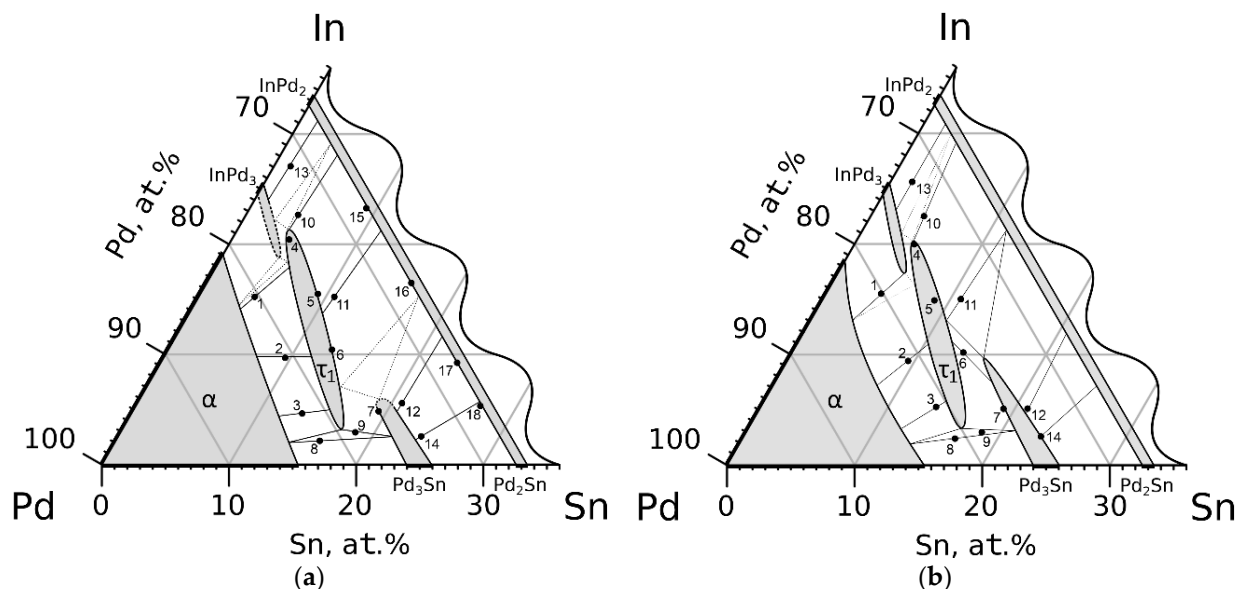 In
InPd2
70
Pd, at.%
13
InPd3
10
15
80
4
1
5
11
16
90
2
6
τ1
17
α
3
7
12
18
9
8
14
100
Pd3Sn
Pd2Sn
Pd
0
10
20
30
Sn
Sn, at.%
(a)
In
InPd2
70
Pd, at.%
13
InPd3
10
80
4
1
5
11
90
2
6
τ1
α
3
7
12
9
8
14
100
Pd3Sn
Pd2Sn
Pd
0
10
20
30
Sn
Sn, at.%
(b)